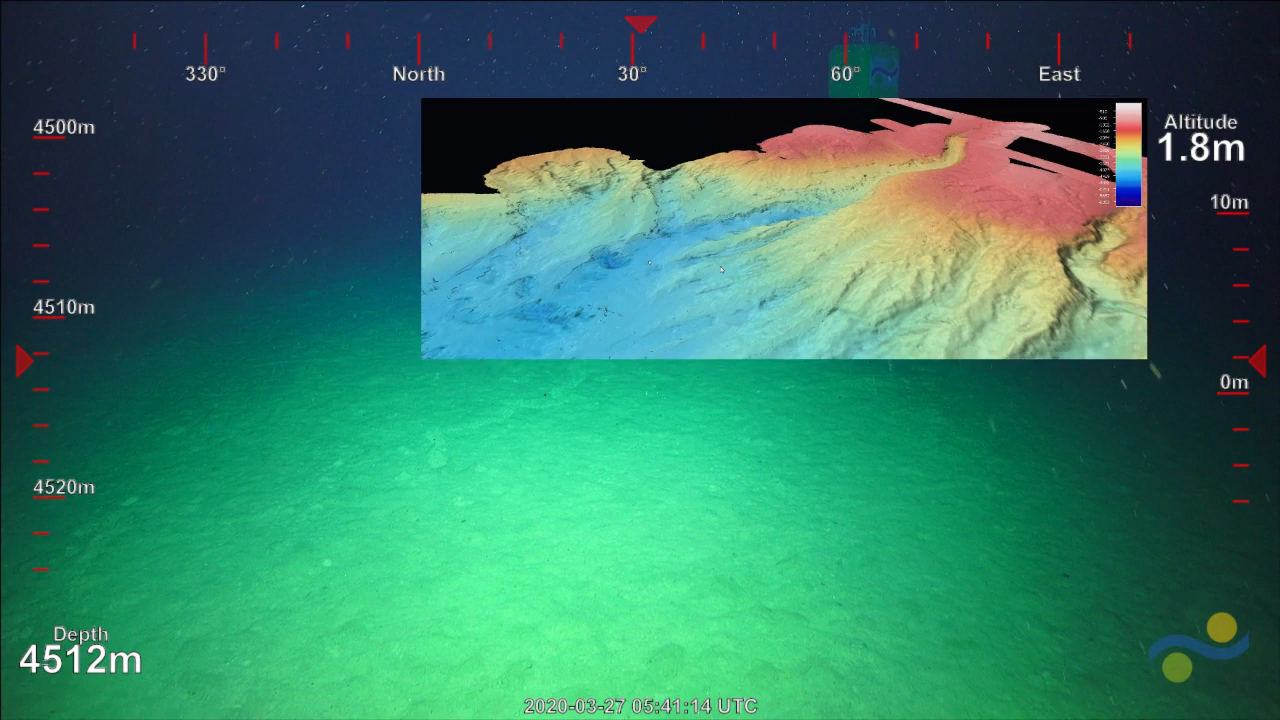 330° North 30° 60° East
4500m
Altitude
1.8m
10m
4510m
0m
4520m
Depth
4512m
2020-03-27 05:41:14 UTC